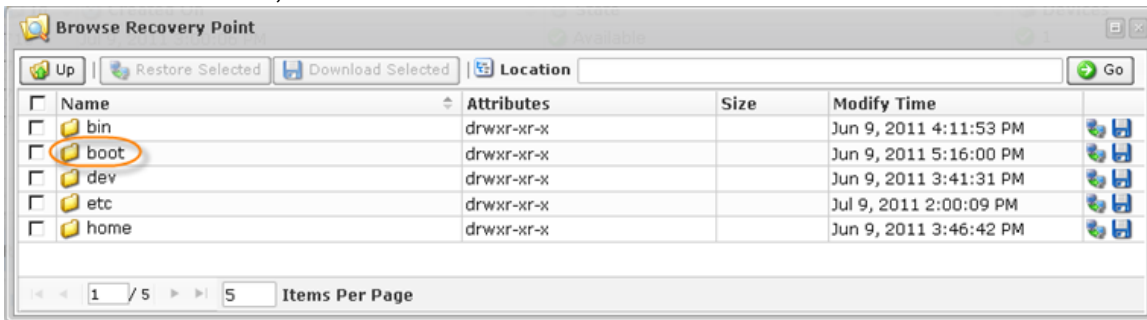 Browse Recovery Point
Up | Restore Selected Download Selected | Location Go
Name Attributes Size Modify Time
bin drwxr-xr-x Jun 9, 2011 4:11:53 PM
boot drwxr-xr-x Jun 9, 2011 5:16:00 PM
dev drwxr-xr-x Jun 9, 2011 3:41:31 PM
etc drwxr-xr-x Jul 9, 2011 2:00:09 PM
home drwxr-xr-x Jun 9, 2011 3:46:42 PM
1 / 5 5 Items Per Page